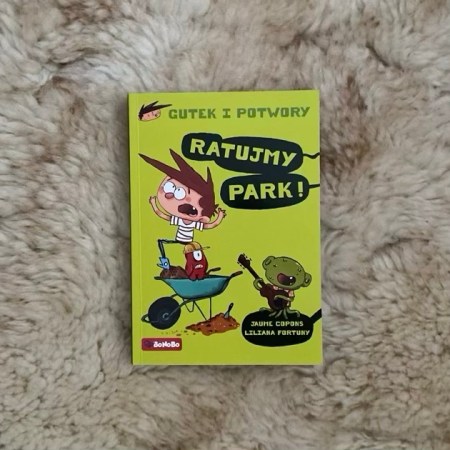 GUTEK I POTWORY
RATUJMY
PARK!
JAUME COPONS
LILIANA FORTUNY
BoNoBo